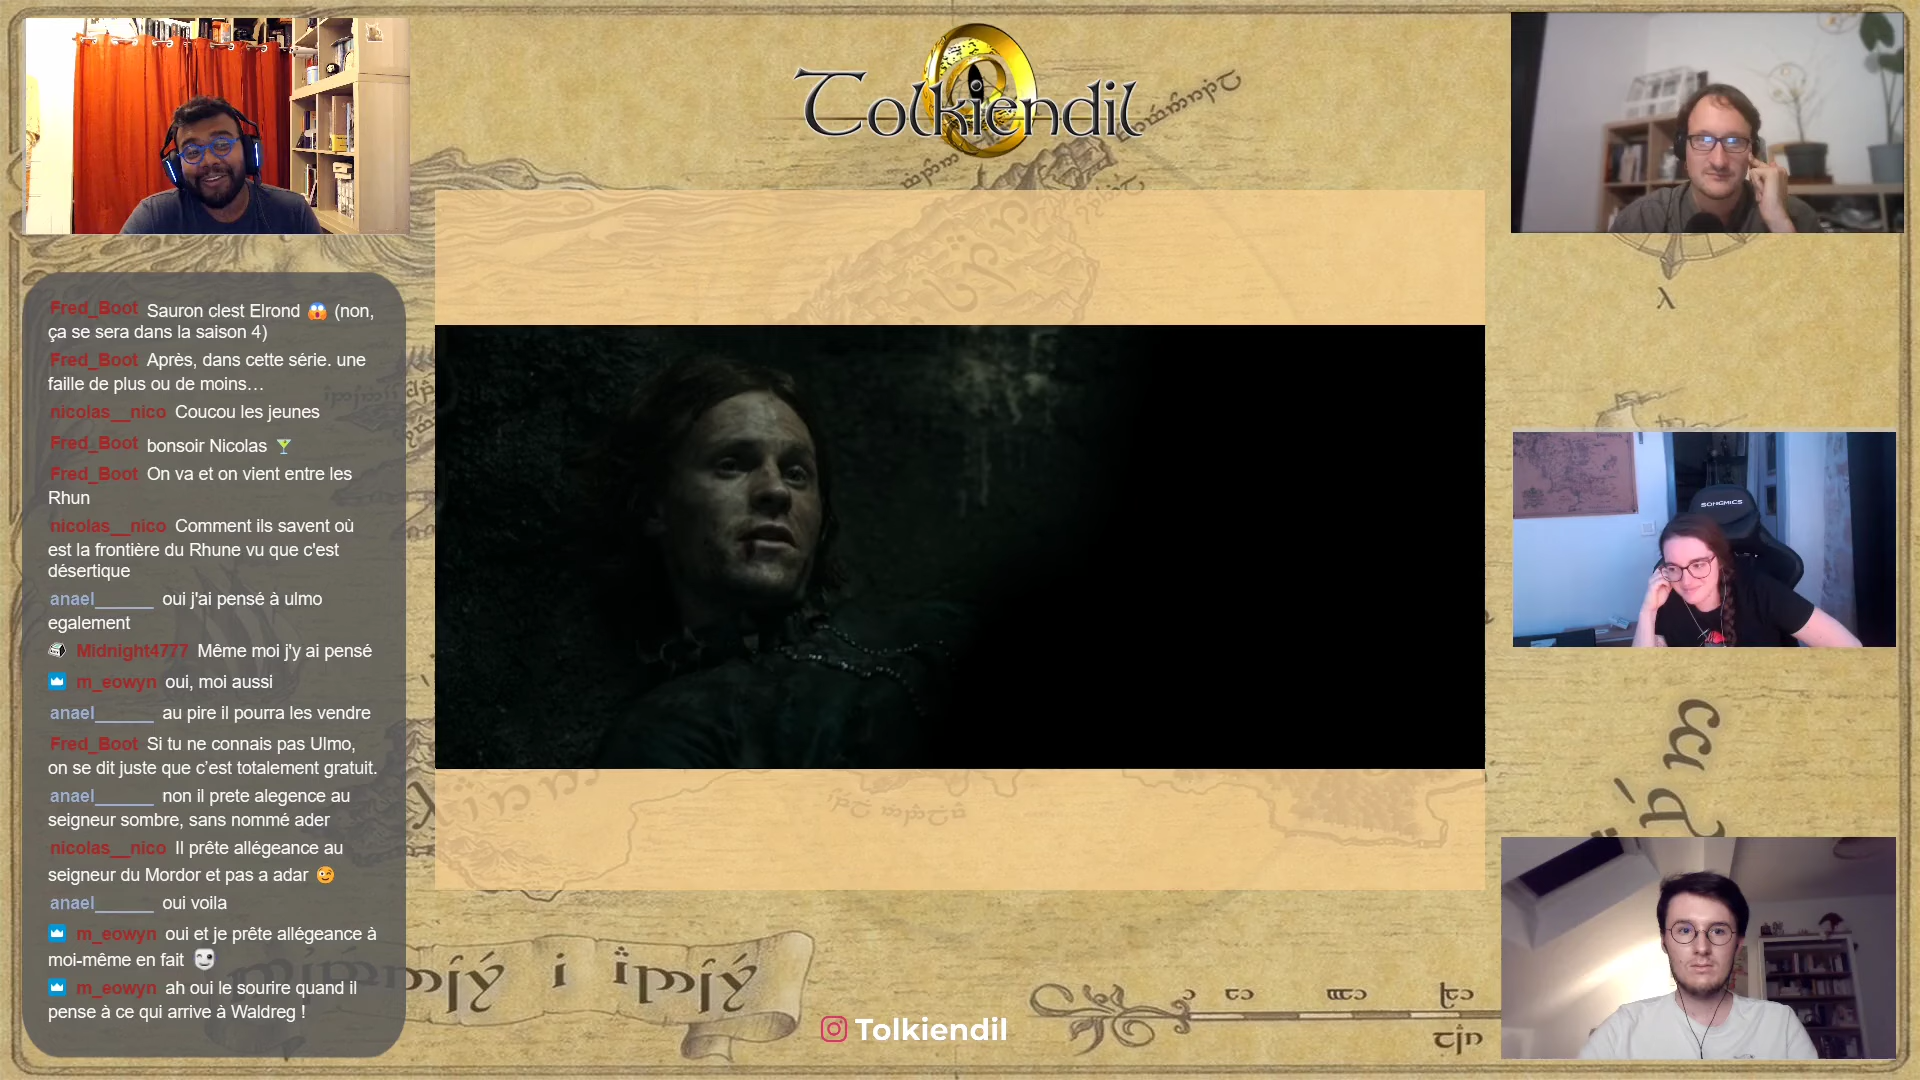 Tolkiendil
Fred_Boot Sauron clest Elrond 😱 (non,
ça se sera dans la saison 4)
Fred_Boot Après, dans cette série. une
faille de plus ou de moins…
nicolas__nico Coucou les jeunes
Fred_Boot bonsoir Nicolas 🍸
Fred_Boot On va et on vient entre les
Rhun
nicolas__nico Comment ils savent où
est la frontière du Rhune vu que c'est
désertique
anael______ oui j'ai pensé à ulmo
egalement
Midnight4777 Même moi j'y ai pensé
m_eowyn oui, moi aussi
anael______ au pire il pourra les vendre
Fred_Boot Si tu ne connais pas Ulmo,
on se dit juste que c’est totalement gratuit.
anael______ non il prete alegence au
seigneur sombre, sans nommé ader
nicolas__nico Il prête allégeance au
seigneur du Mordor et pas a adar 😉
anael______ oui voila
m_eowyn oui et je prête allégeance à
moi-même en fait
m_eowyn ah oui le sourire quand il
pense à ce qui arrive à Waldreg !
SONGMICS
Tolkiendil